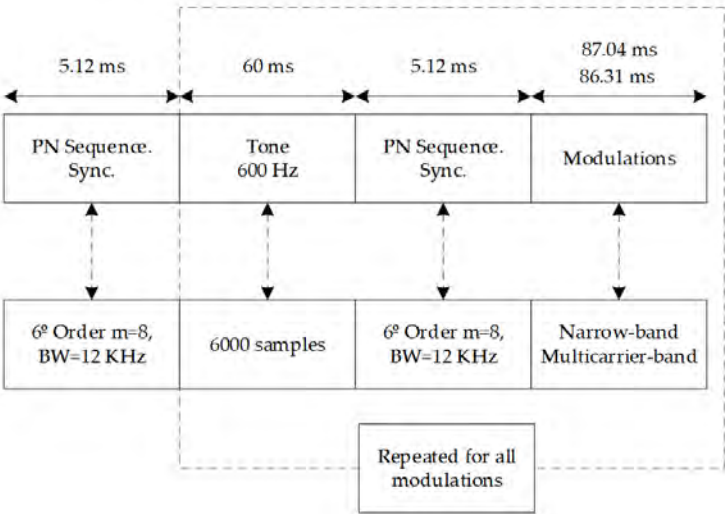 5.12 ms
60 ms
5.12 ms
87.04 ms
86.31 ms
PN Sequence.
Sync.
Tone
600 Hz
PN Sequence.
Sync.
Modulations
6º Order m=8,
BW=12 KHz
6000 samples
6º Order m=8,
BW=12 KHz
Narrow-band
Multicarrier-band
Repeated for all
modulations